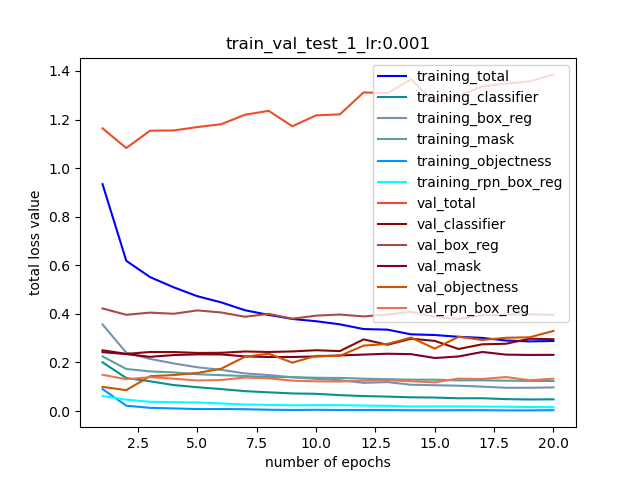 train_val_test_1_lr:0.001
total loss value
1.4
1.2
1.0
0.8
0.6
0.4
0.2
0.0
training_total
training_classifier
training_box_reg
training_mask
training_objectness
training_rpn_box_reg
val_total
val_classifier
val_box_reg
val_mask
val_objectness
val_rpn_box_reg
2.5 5.0 7.5 10.0 12.5 15.0 17.5 20.0
number of epochs